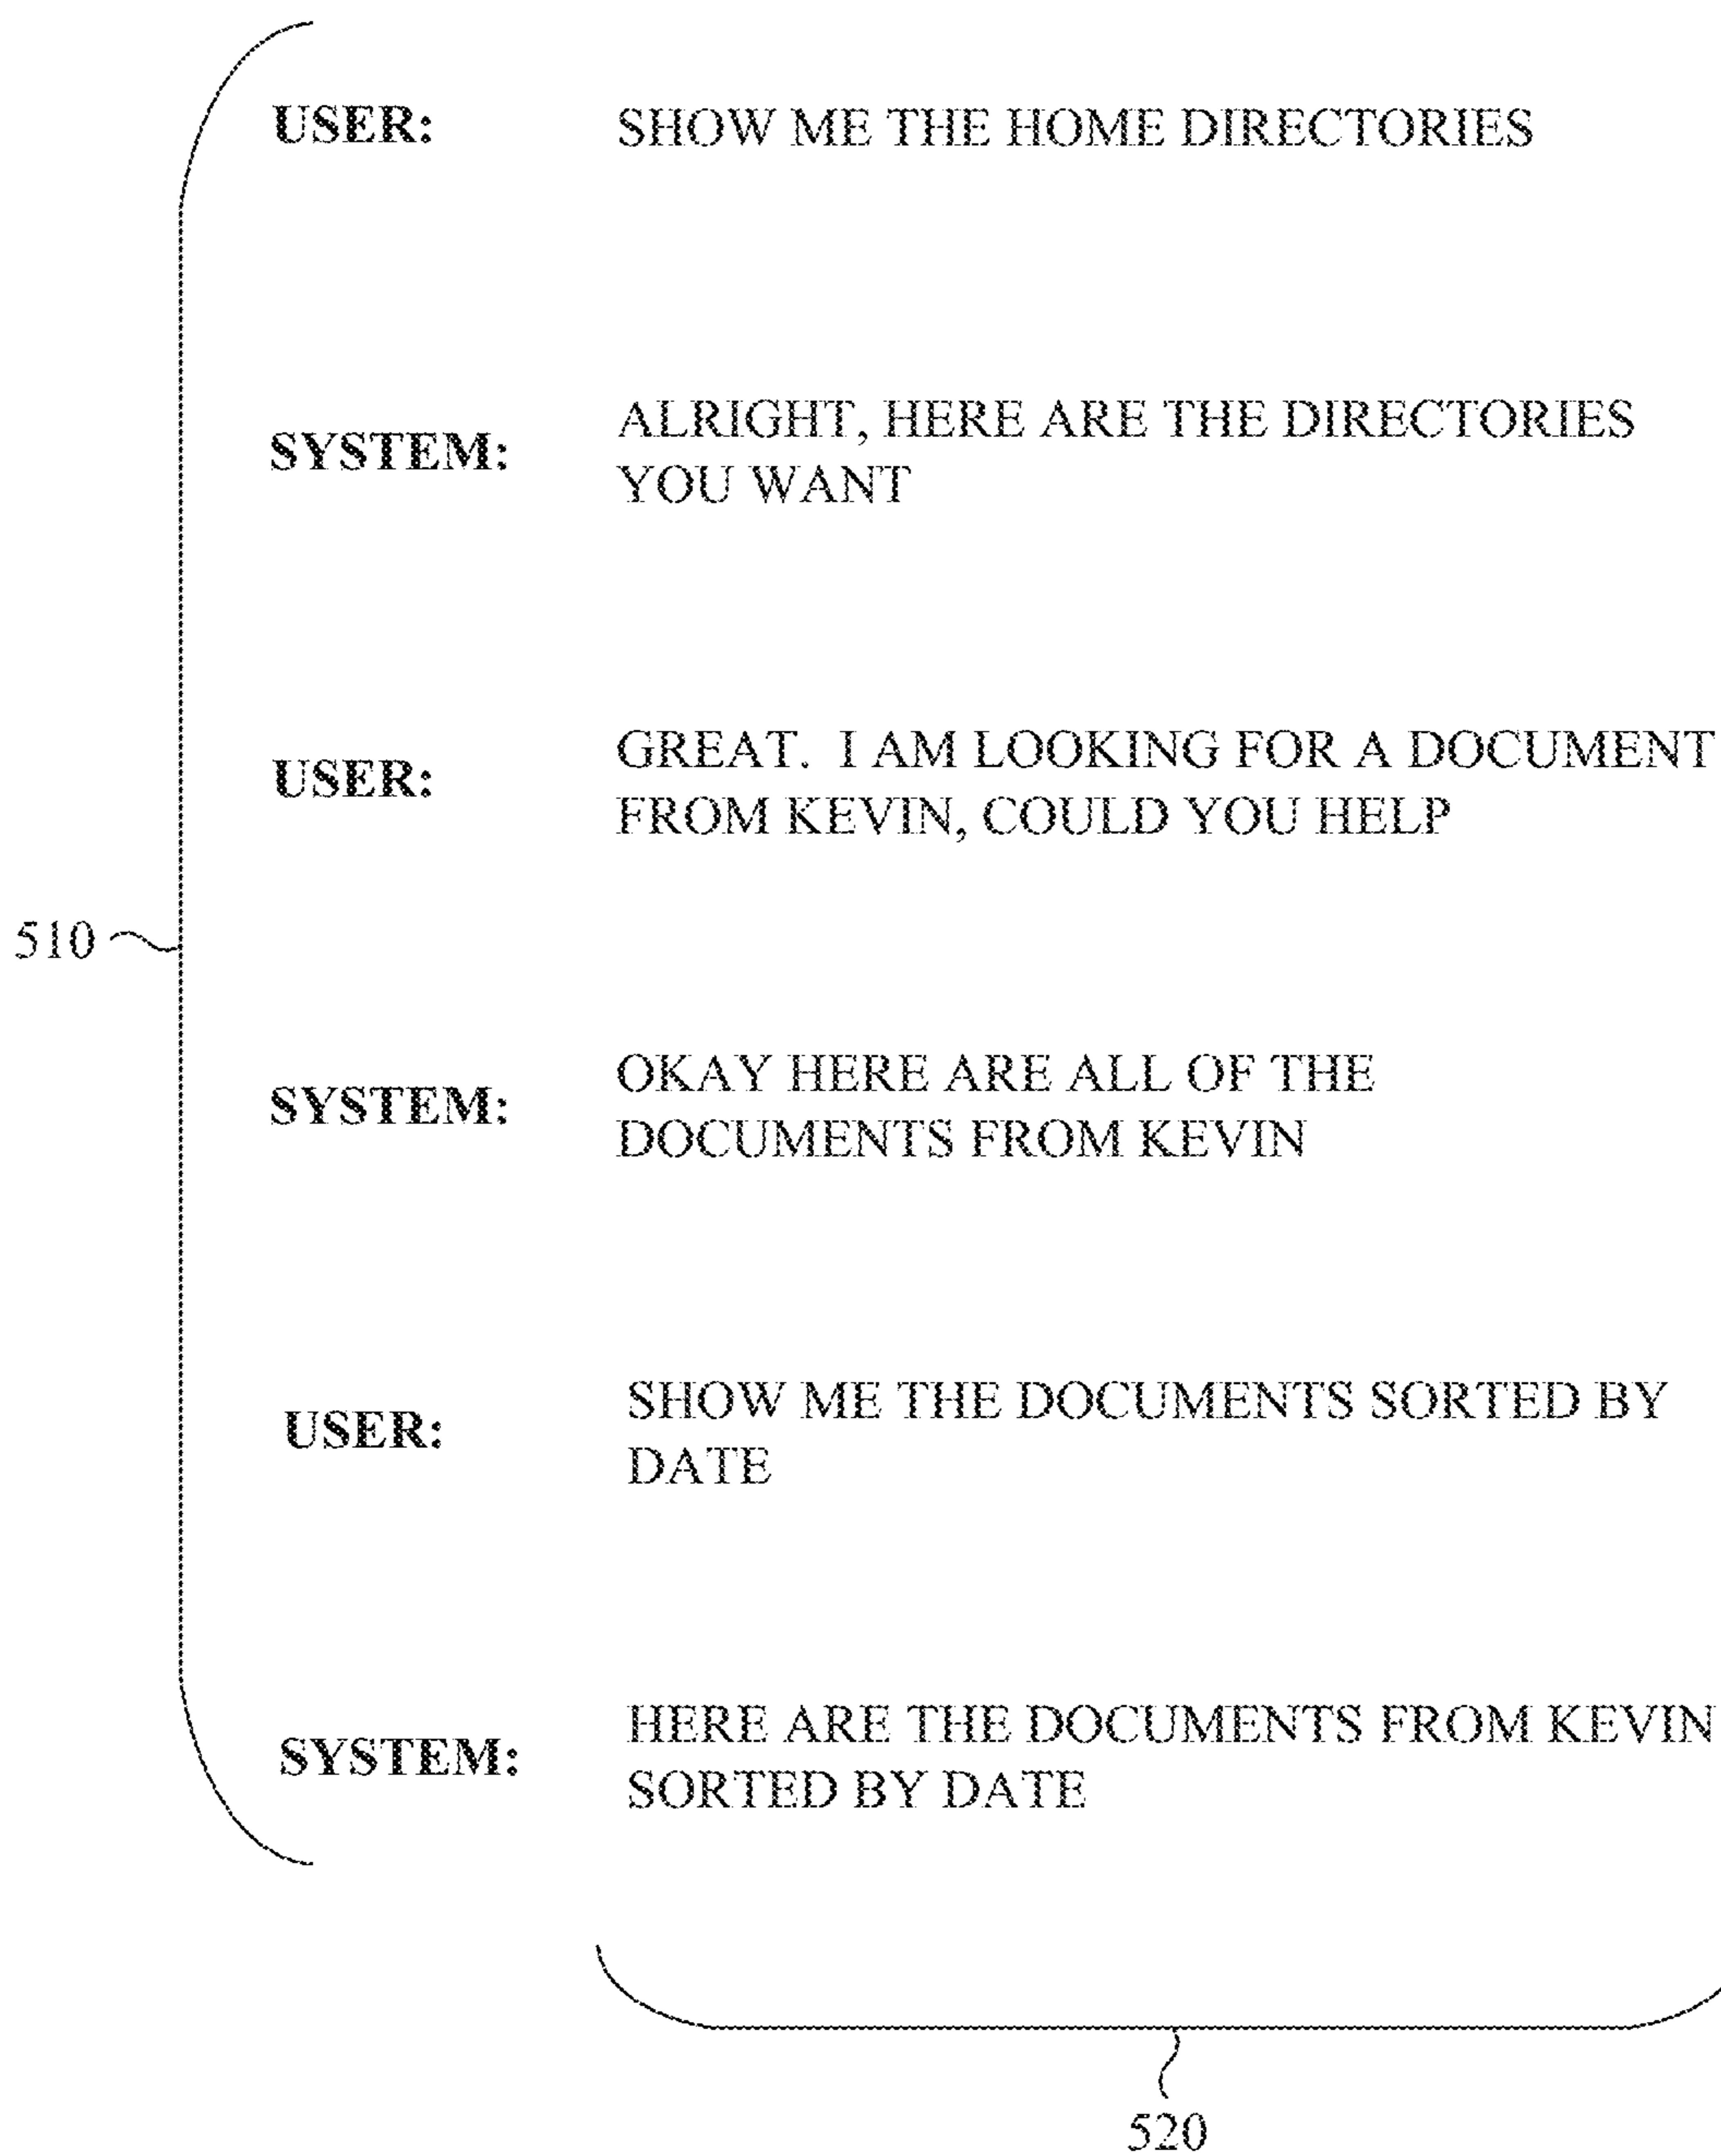 USER: SHOW ME THE HOME DIRECTORIES
SYSTEM: ALRIGHT, HERE ARE THE DIRECTORIES
YOU WANT
USER: GREAT. I AM LOOKING FOR A DOCUMENT
FROM KEVIN, COULD YOU HELP
510
SYSTEM: OKAY HERE ARE ALL OF THE
DOCUMENTS FROM KEVIN
USER: SHOW ME THE DOCUMENTS SORTED BY
DATE
SYSTEM: HERE ARE THE DOCUMENTS FROM KEVIN
SORTED BY DATE
520